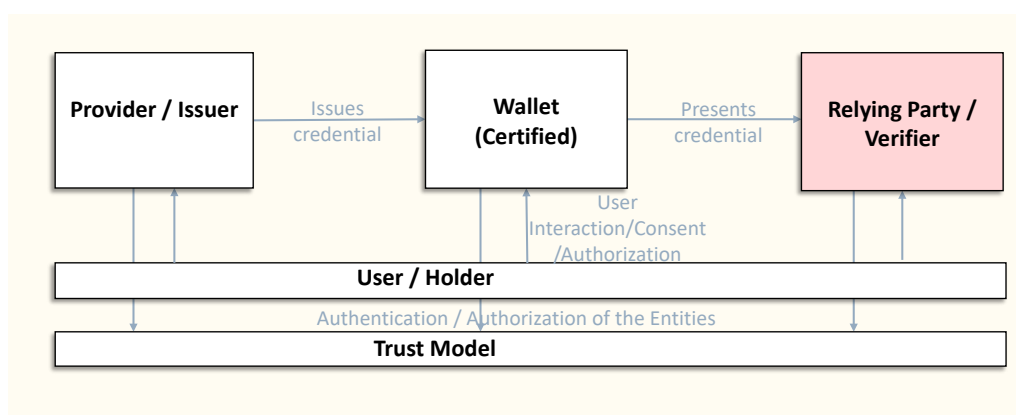 Provider / Issuer
Issues
credential
Wallet
(Certified)
Presents
credential
Relying Party /
Verifier
User
Interaction/Consent
/Authorization
User / Holder
Authentication / Authorization of the Entities
Trust Model